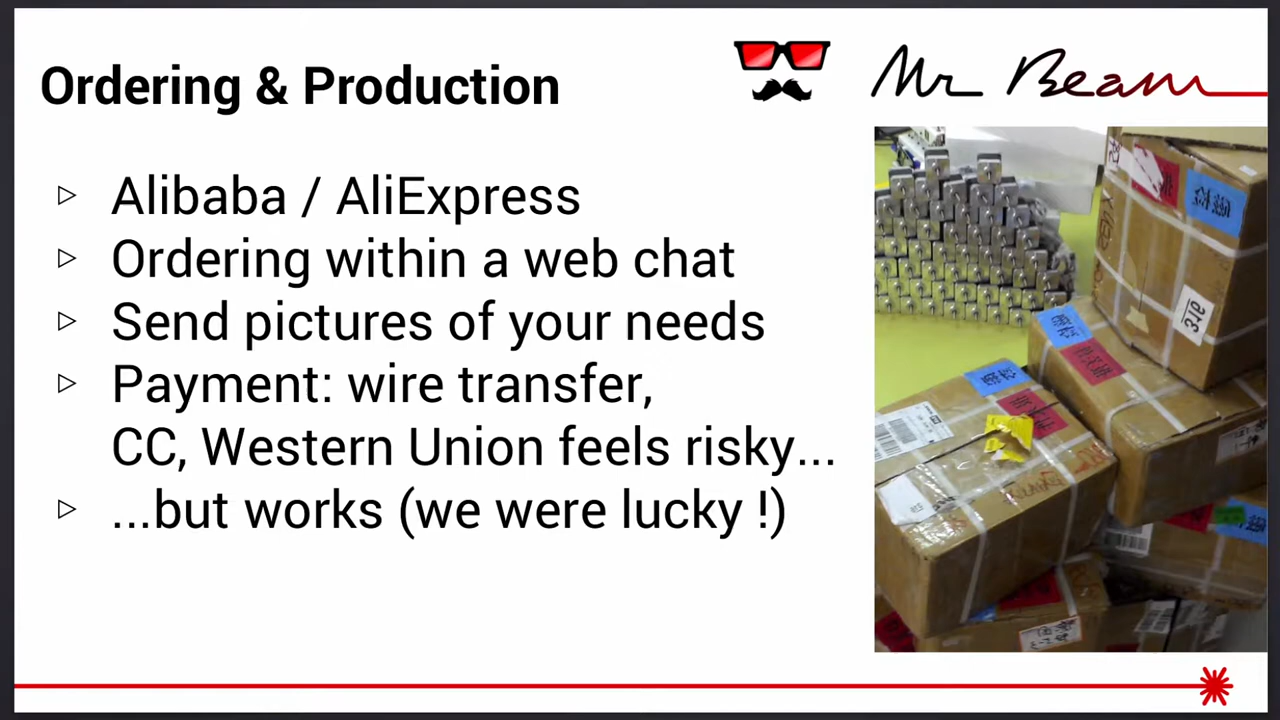 Ordering & Production
Mr Beam
Alibaba / AliExpress
Ordering within a web chat
Send pictures of your needs
Payment: wire transfer,
CC, Western Union feels risky...
...but works (we were lucky !)
316